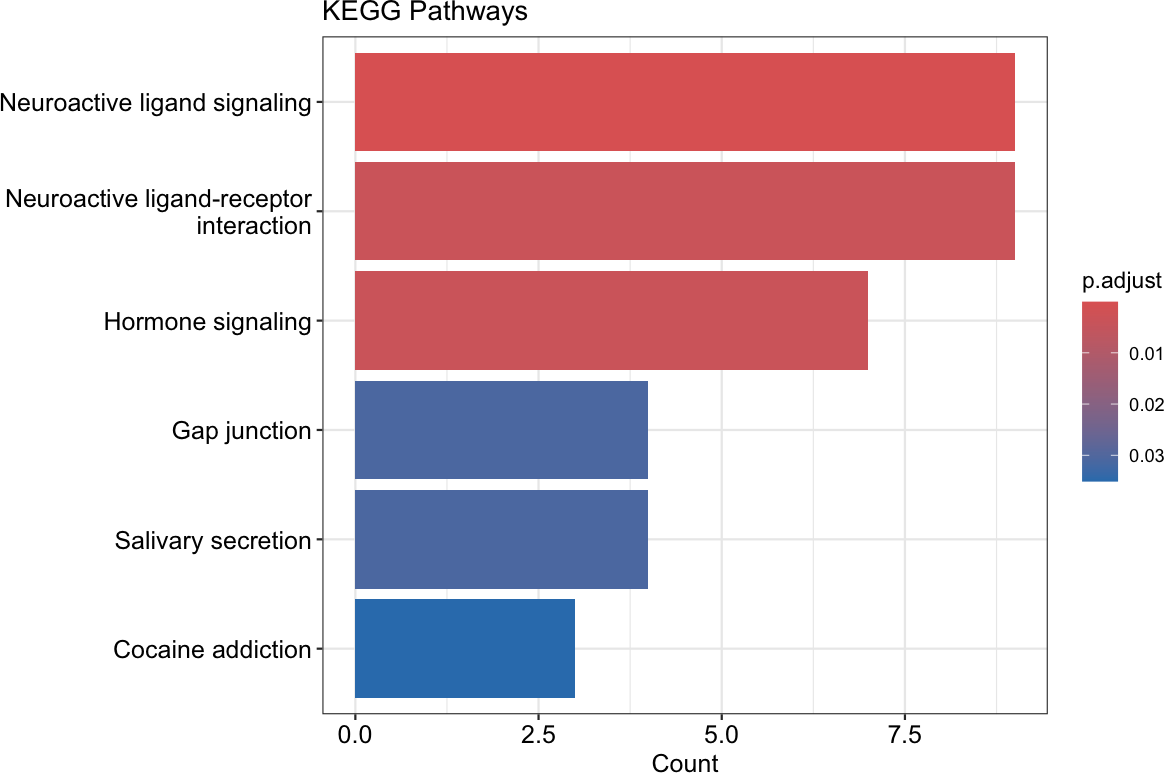 KEGG Pathways
Neuroactive ligand signaling
Neuroactive ligand-receptor
interaction
Hormone signaling
Gap junction
Salivary secretion
Cocaine addiction
0.0 2.5 5.0 7.5
Count
p.adjust
0.01
0.02
0.03